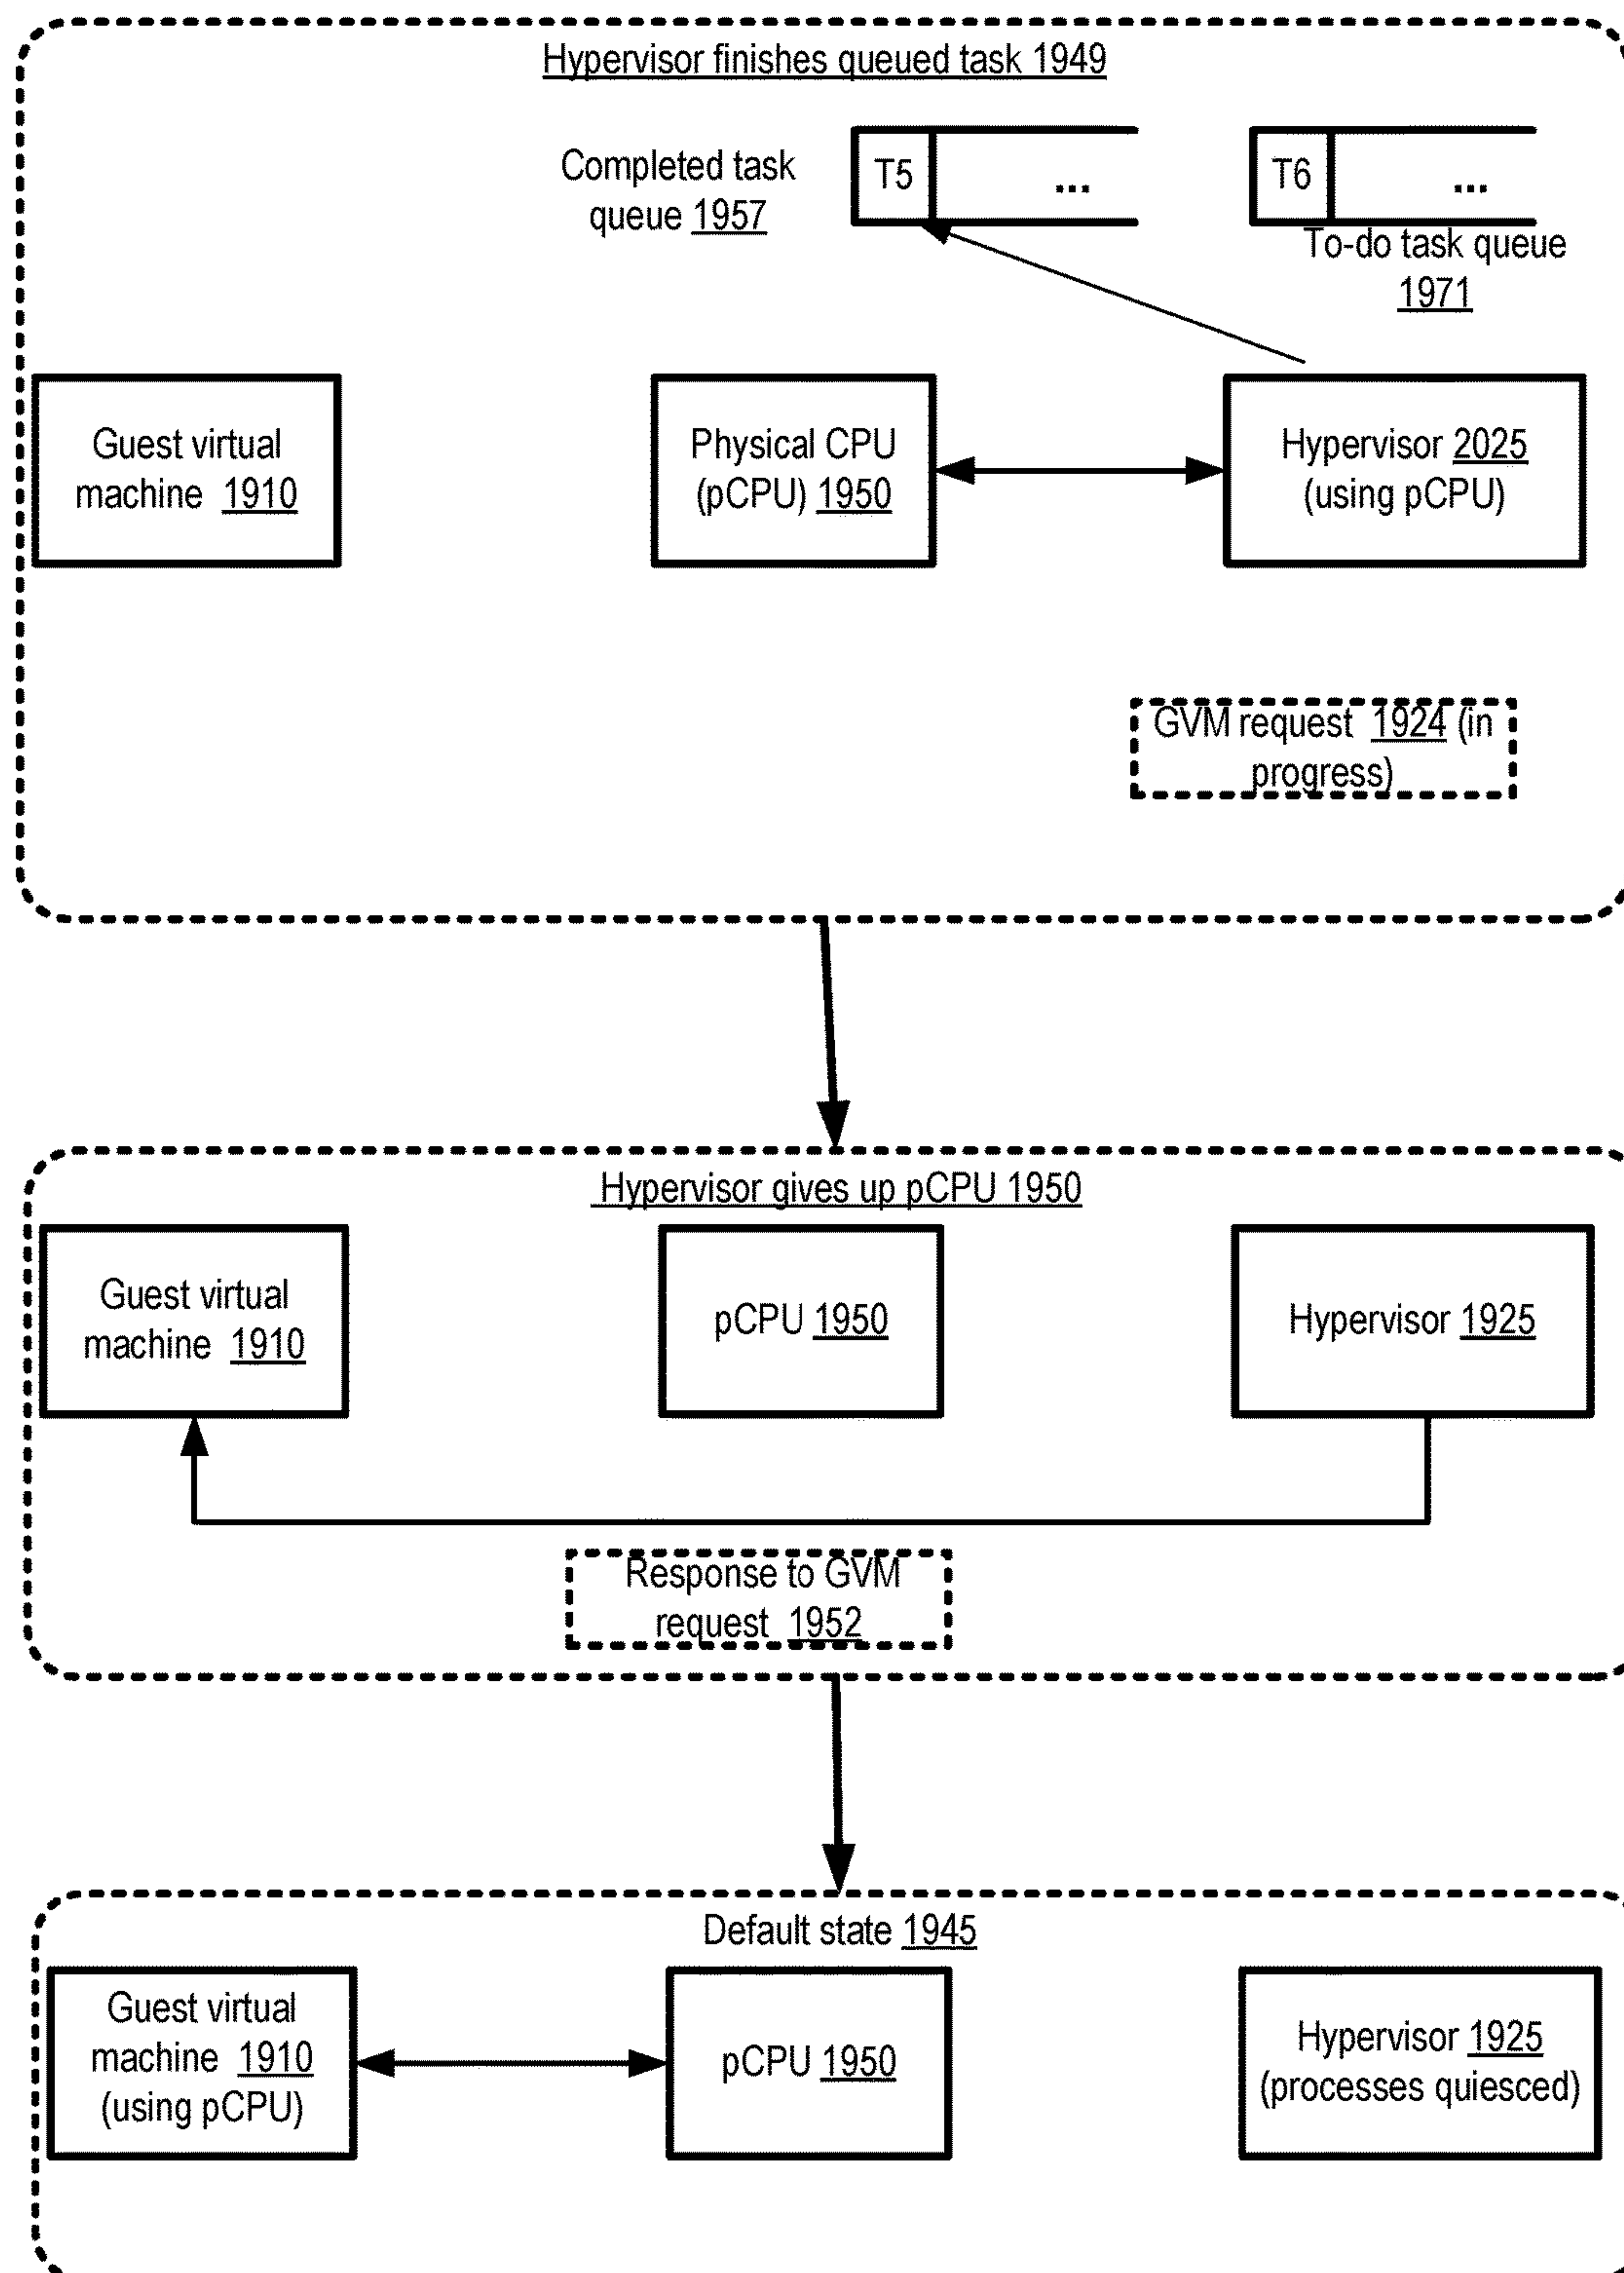 Hypervisor finishes queued task 1949
Completed task
queue 1957
T5
...
T6
...
To-do task queue
1971
Guest virtual
machine 1910
Physical CPU
(pCPU) 1950
Hypervisor 2025
(using pCPU)
GVM request 1924 (in
progress)
Hypervisor gives up pCPU 1950
Guest virtual
machine 1910
pCPU 1950
Hypervisor 1925
Response to GVM
request 1952
Default state 1945
Guest virtual
machine 1910
(using pCPU)
pCPU 1950
Hypervisor 1925
(processes quiesced)